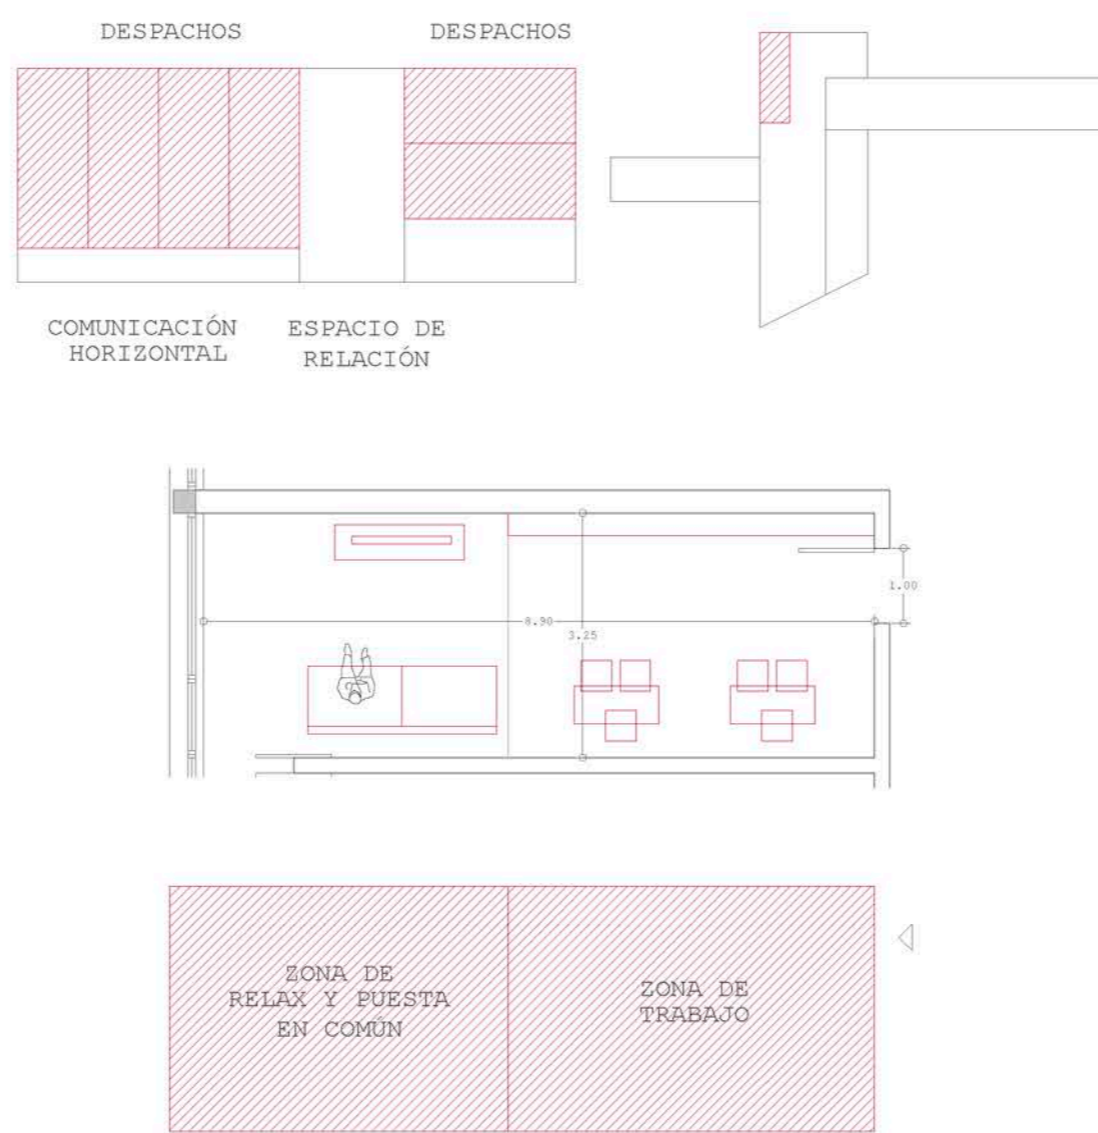 DESPACHOS
DESPACHOS
COMUNICACIÓN
HORIZONTAL
ESPACIO DE
RELACIÓN
1.00
8.90
3.25
ZONA DE
RELAX Y PUESTA
EN COMÚN
ZONA DE
TRABAJO